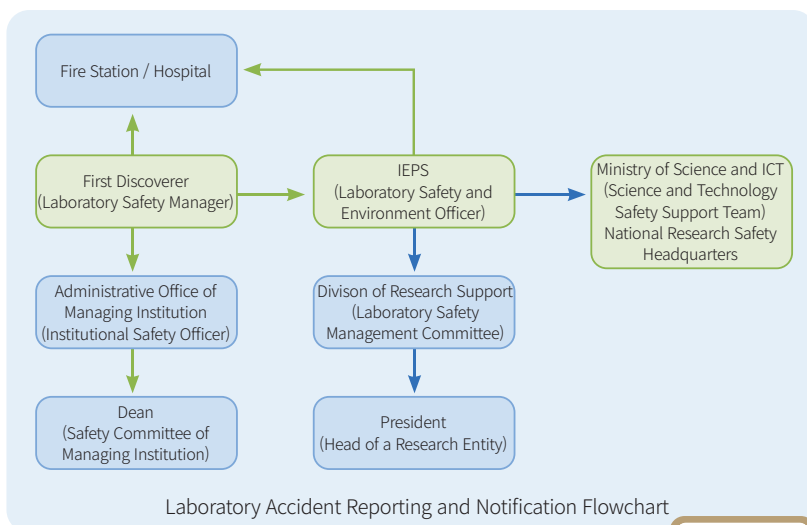 Fire Station / Hospital
First Discoverer
(Laboratory Safety Manager)
IEPS
(Laboratory Safety and
Environment Officer)
Ministry of Science and ICT
(Science and Technology
Safety Support Team)
National Research Safety
Headquarters
Administrative Office of
Managing Institution
(Institutional Safety Officer)
Divison of Research Support
(Laboratory Safety
Management Committee)
Dean
(Safety Committee of
Managing Institution)
President
(Head of a Research Entity)
Laboratory Accident Reporting and Notification Flowchart